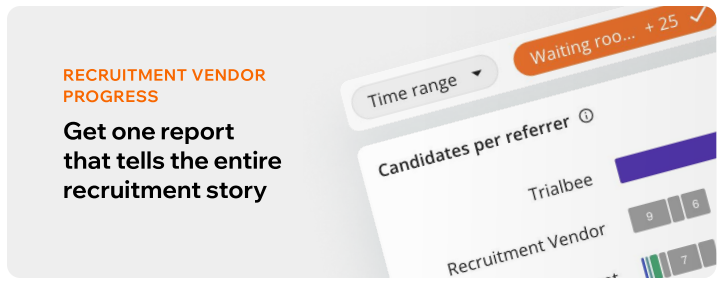 RECRUITMENT VENDOR
PROGRESS
Get one report
that tells the entire
recruitment story
Time range
Waiting roo... + 25
Candidates per referrer
Trialbee
Recruitment Vendor
9 6
7